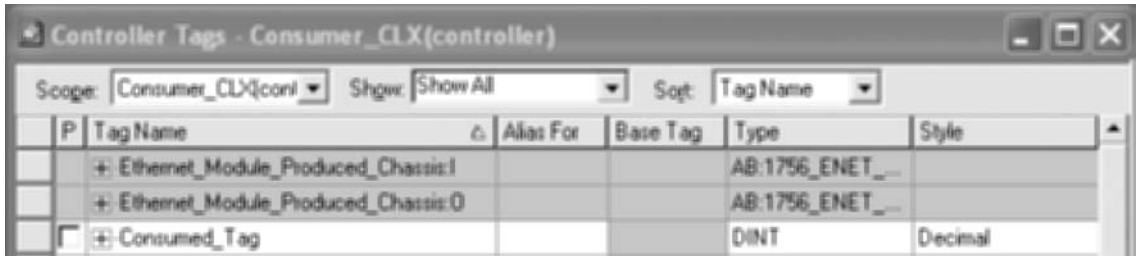 Controller Tags - Consumer_CLX(controller)
Scope: Consumer_CLX(cont Show: Show All Sort: Tag Name
P Tag Name Alias For Base Tag Type Style
Ethernet_Module_Produced_Chassis:I AB:1756_ENET_...
Ethernet_Module_Produced_Chassis:O AB:1756_ENET_...
Consumed_Tag DINT Decimal